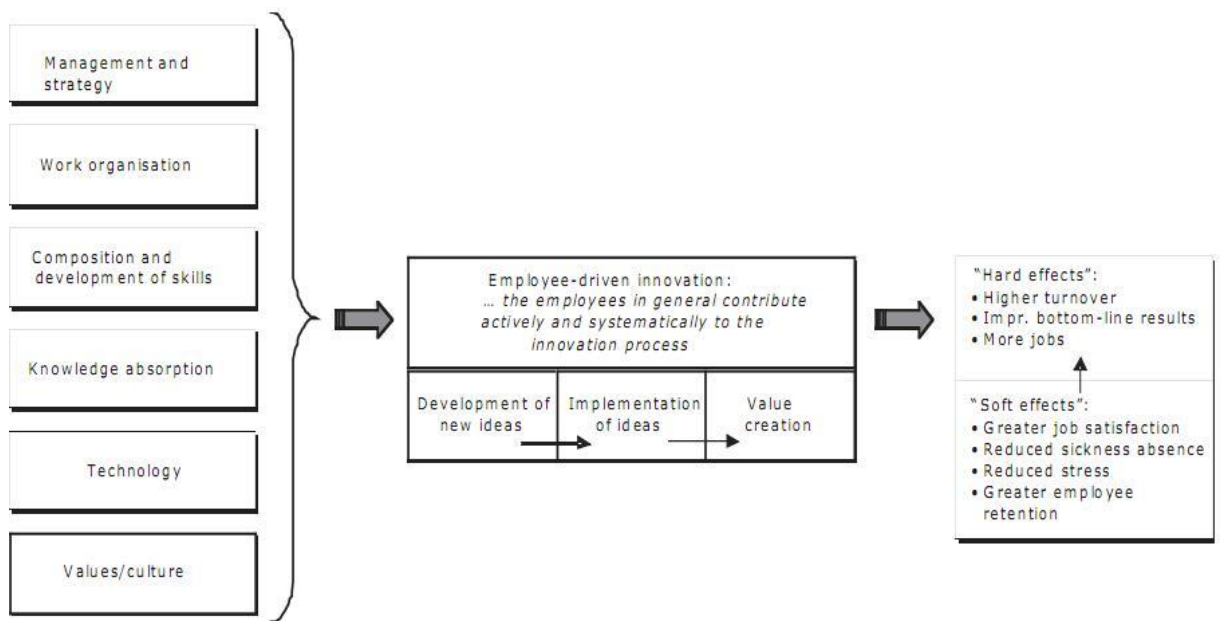 Management and
strategy
Work organisation
Composition and
development of skills
Knowledge absorption
Technology
Values/culture
Employee-driven innovation:
... the employees in general contribute
actively and systematically to the
innovation process
Development of
new ideas
Implementation
of ideas
Value
creation
"Hard effects":
• Higher turnover
• Impr. bottom-line results
• More jobs
"Soft effects":
• Greater job satisfaction
• Reduced sickness absence
• Reduced stress
• Greater employee
retention